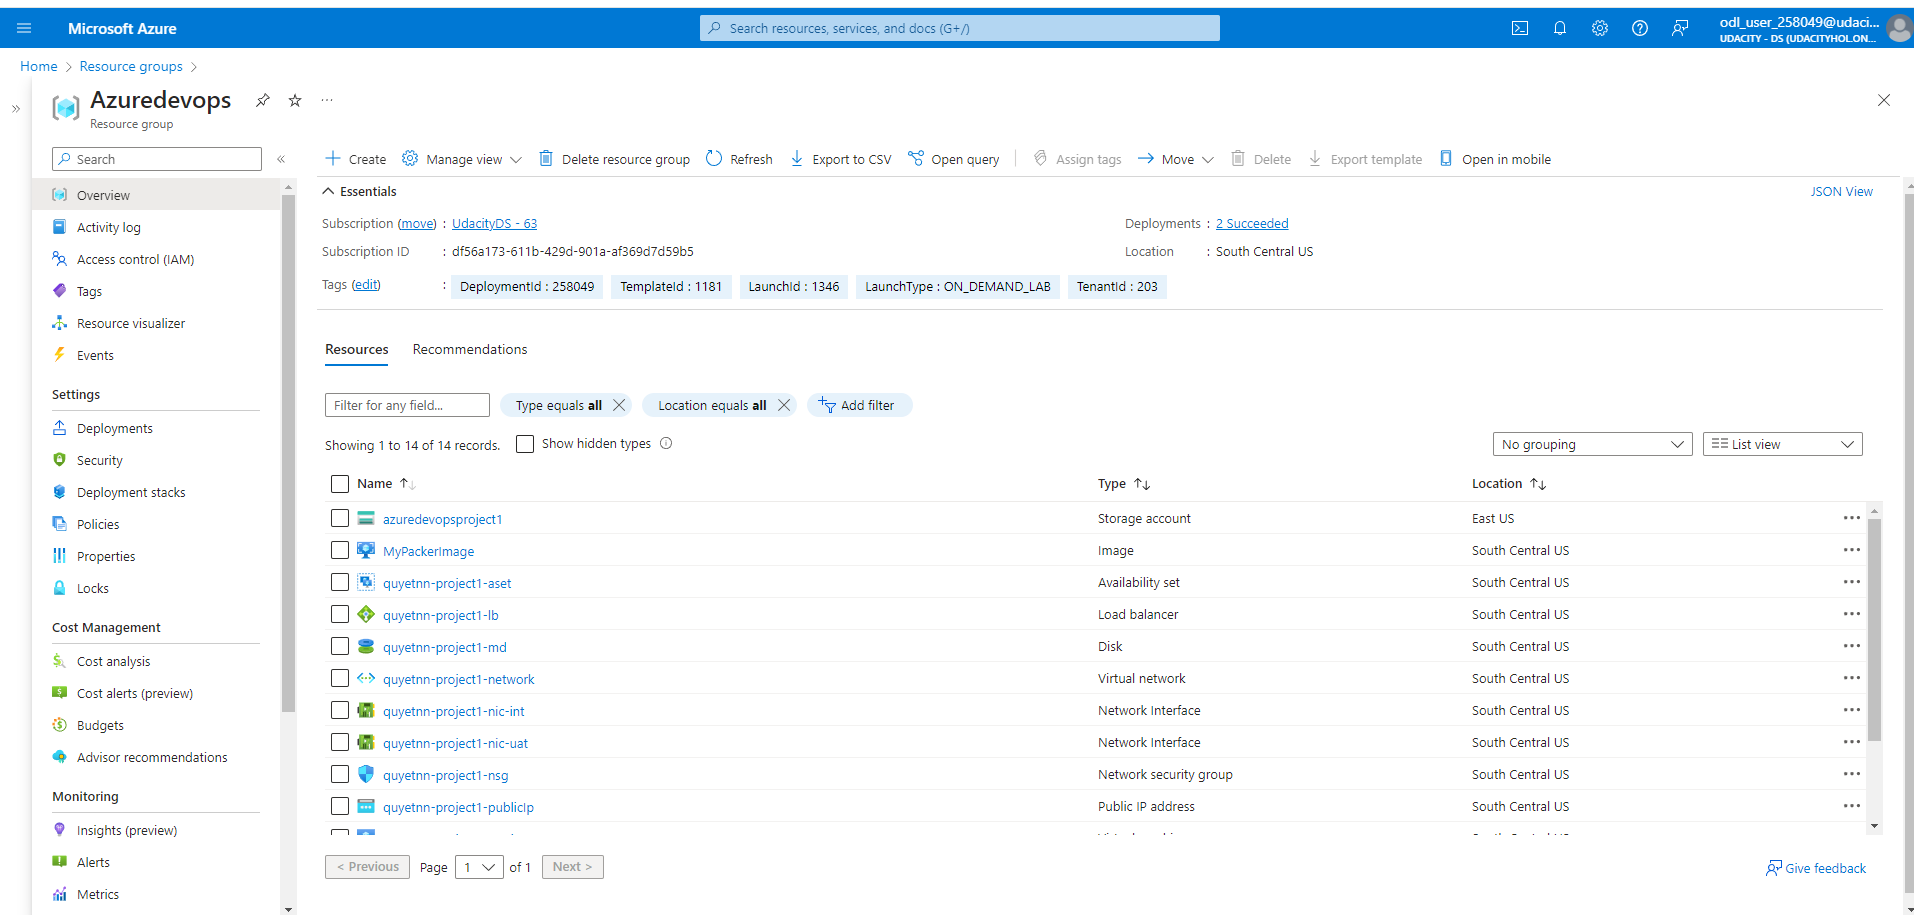 Microsoft Azure
Search resources, services, and docs (G+/)
odl_user_258049@udaci...
UDACITY - DS (UDACITYHOL.ON...
Home > Resource groups >
Azuredevops
Resource group
Search
Create
Manage view
Delete resource group
Refresh
Export to CSV
Open query
Assign tags
Move
Delete
Export template
Open in mobile
Overview
Activity log
Access control (IAM)
Tags
Resource visualizer
Events
Settings
Deployments
Security
Deployment stacks
Policies
Properties
Locks
Cost Management
Cost analysis
Cost alerts (preview)
Budgets
Advisor recommendations
Monitoring
Insights (preview)
Alerts
Metrics
Essentials
JSON View
Subscription (move) : UdacityDS - 63
Deployments : 2 Succeeded
Subscription ID : df56a173-611b-429d-901a-af369d7d59b5
Location : South Central US
Tags (edit) : DeploymentId : 258049 TemplateId : 1181 LaunchId : 1346 LaunchType : ON_DEMAND_LAB TenantId : 203
Resources Recommendations
Filter for any field... Type equals all Location equals all Add filter
Showing 1 to 14 of 14 records. Show hidden types
No grouping List view
Name Type Location
azuredevopsproject1 Storage account East US
MyPackerImage Image South Central US
quyetnn-project1-aset Availability set South Central US
quyetnn-project1-lb Load balancer South Central US
quyetnn-project1-md Disk South Central US
quyetnn-project1-network Virtual network South Central US
quyetnn-project1-nic-int Network Interface South Central US
quyetnn-project1-nic-uat Network Interface South Central US
quyetnn-project1-nsg Network security group South Central US
quyetnn-project1-publicIp Public IP address South Central US
< Previous Page 1 of 1 Next >
Give feedback